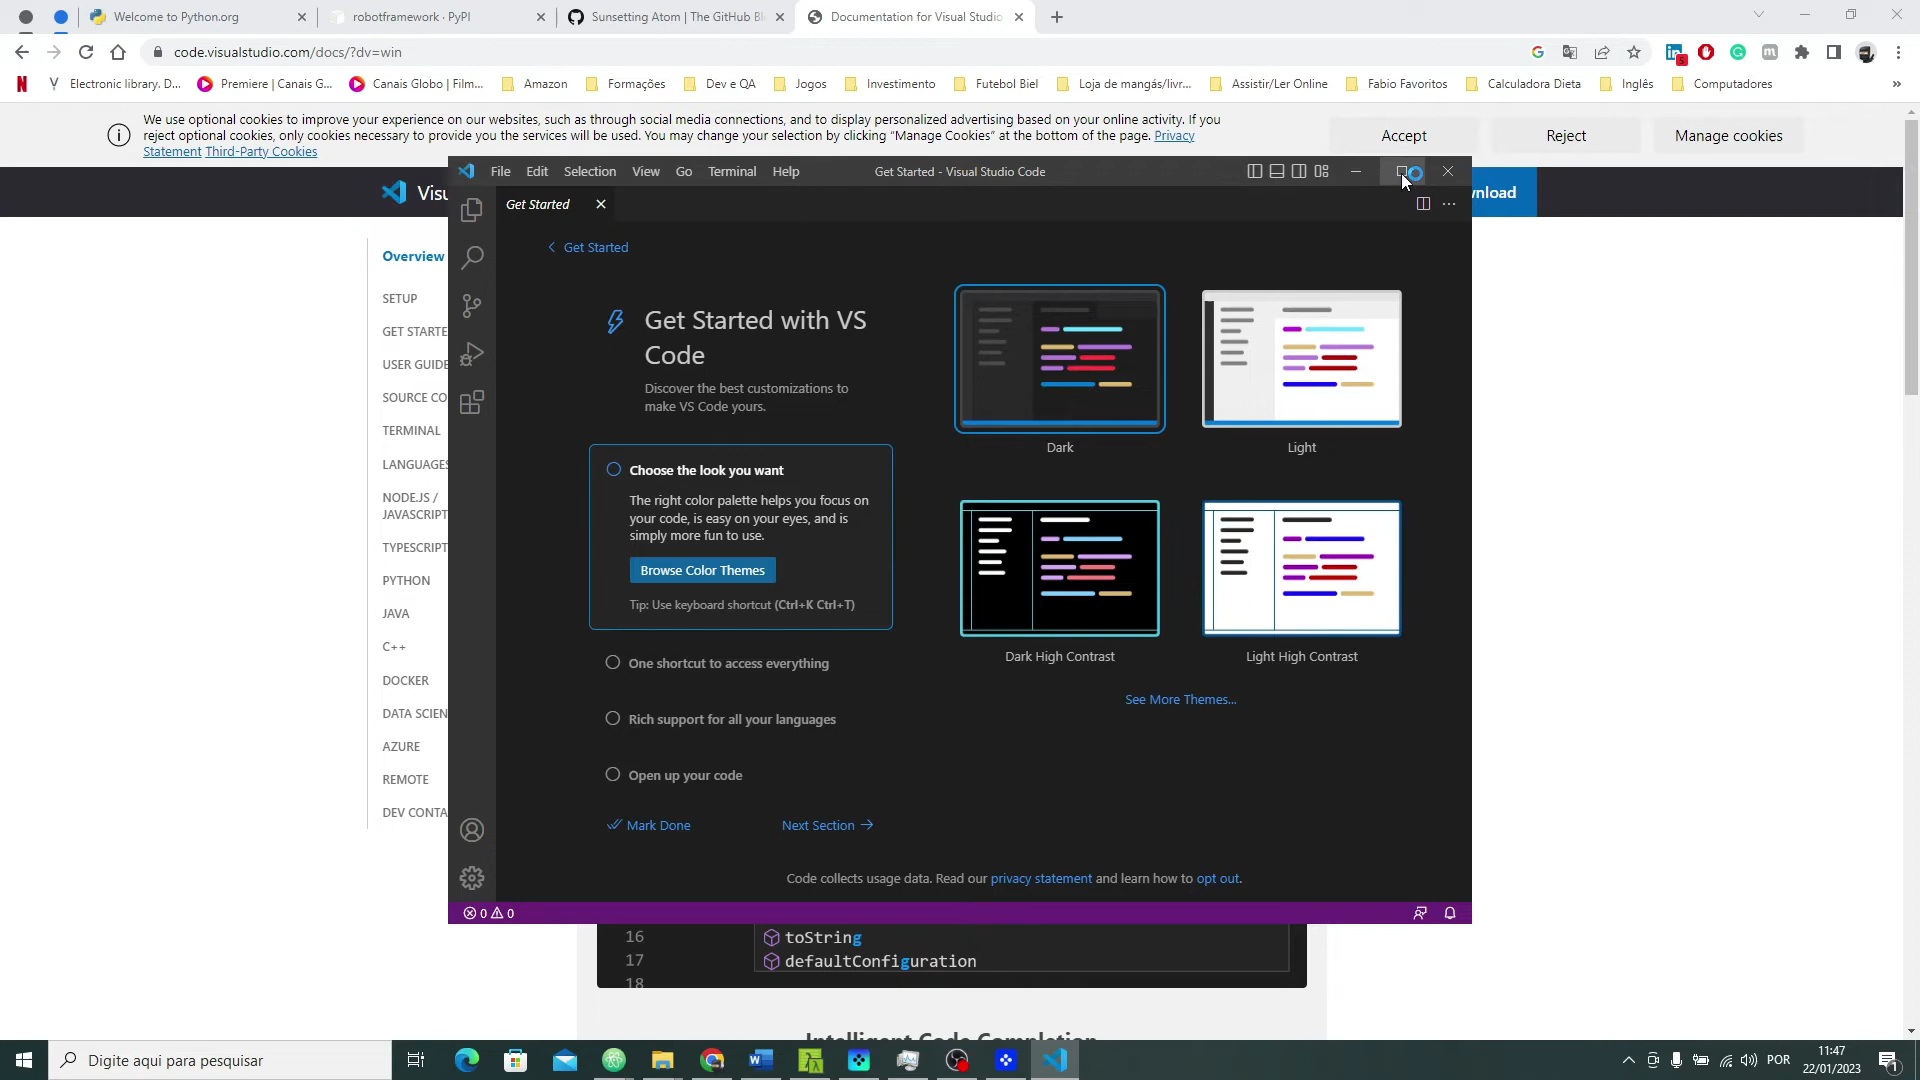 Welcome to Python.org
robotframework · PyPI
Sunsetting Atom | The GitHub Bl
Documentation for Visual Studio
code.visualstudio.com/docs/?dv=win
Electronic library. D...
Premiere | Canais G...
Canais Globo | Film...
Amazon
Formações
Dev e QA
Jogos
Investimento
Futebol Biel
Loja de mangás/livr...
Assistir/Ler Online
Fabio Favoritos
Calculadora Dieta
Inglês
Computadores
»
We use optional cookies to improve your experience on our websites, such as through social media connections, and to display personalized advertising based on your online activity. If you
reject optional cookies, only cookies necessary to provide you the services will be used. You may change your selection by clicking “Manage Cookies” at the bottom of the page. Privacy
Statement Third-Party Cookies
Accept
Reject
Manage cookies
Visu
nload
File Edit Selection View Go Terminal Help
Get Started - Visual Studio Code
Get Started
Overview
SETUP
GET STARTE
USER GUIDE
SOURCE CO
TERMINAL
LANGUAGES
NODE.JS /
JAVASCRIPT
TYPESCRIPT
PYTHON
JAVA
C++
DOCKER
DATA SCIEN
AZURE
REMOTE
DEV CONTA
Get Started
Get Started with VS
Code
Discover the best customizations to
make VS Code yours.
Choose the look you want
The right color palette helps you focus on
your code, is easy on your eyes, and is
simply more fun to use.
Browse Color Themes
Tip: Use keyboard shortcut (Ctrl+K Ctrl+T)
One shortcut to access everything
Rich support for all your languages
Open up your code
Mark Done
Next Section
Dark
Light
Dark High Contrast
Light High Contrast
See More Themes...
Code collects usage data. Read our privacy statement and learn how to opt out.
0 0
16 toString
17 defaultConfiguration
18
Intelligent Code Completion
Digite aqui para pesquisar
POR
11:47
22/01/2023
1